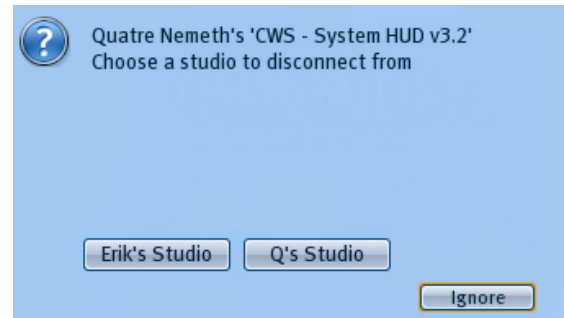 Quatre Nemeth's 'CWS - System HUD v3.2'
Choose a studio to disconnect from
Erik's Studio
Q's Studio
Ignore